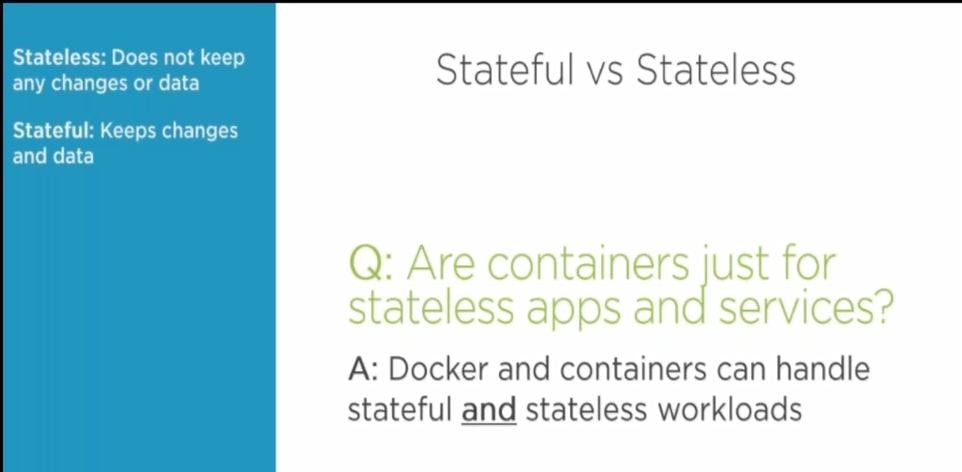 Stateless: Does not keep
any changes or data
Stateful: Keeps changes
and data
Stateful vs Stateless
Q: Are containers just for
stateless apps and services?
A: Docker and containers can handle
stateful and stateless workloads